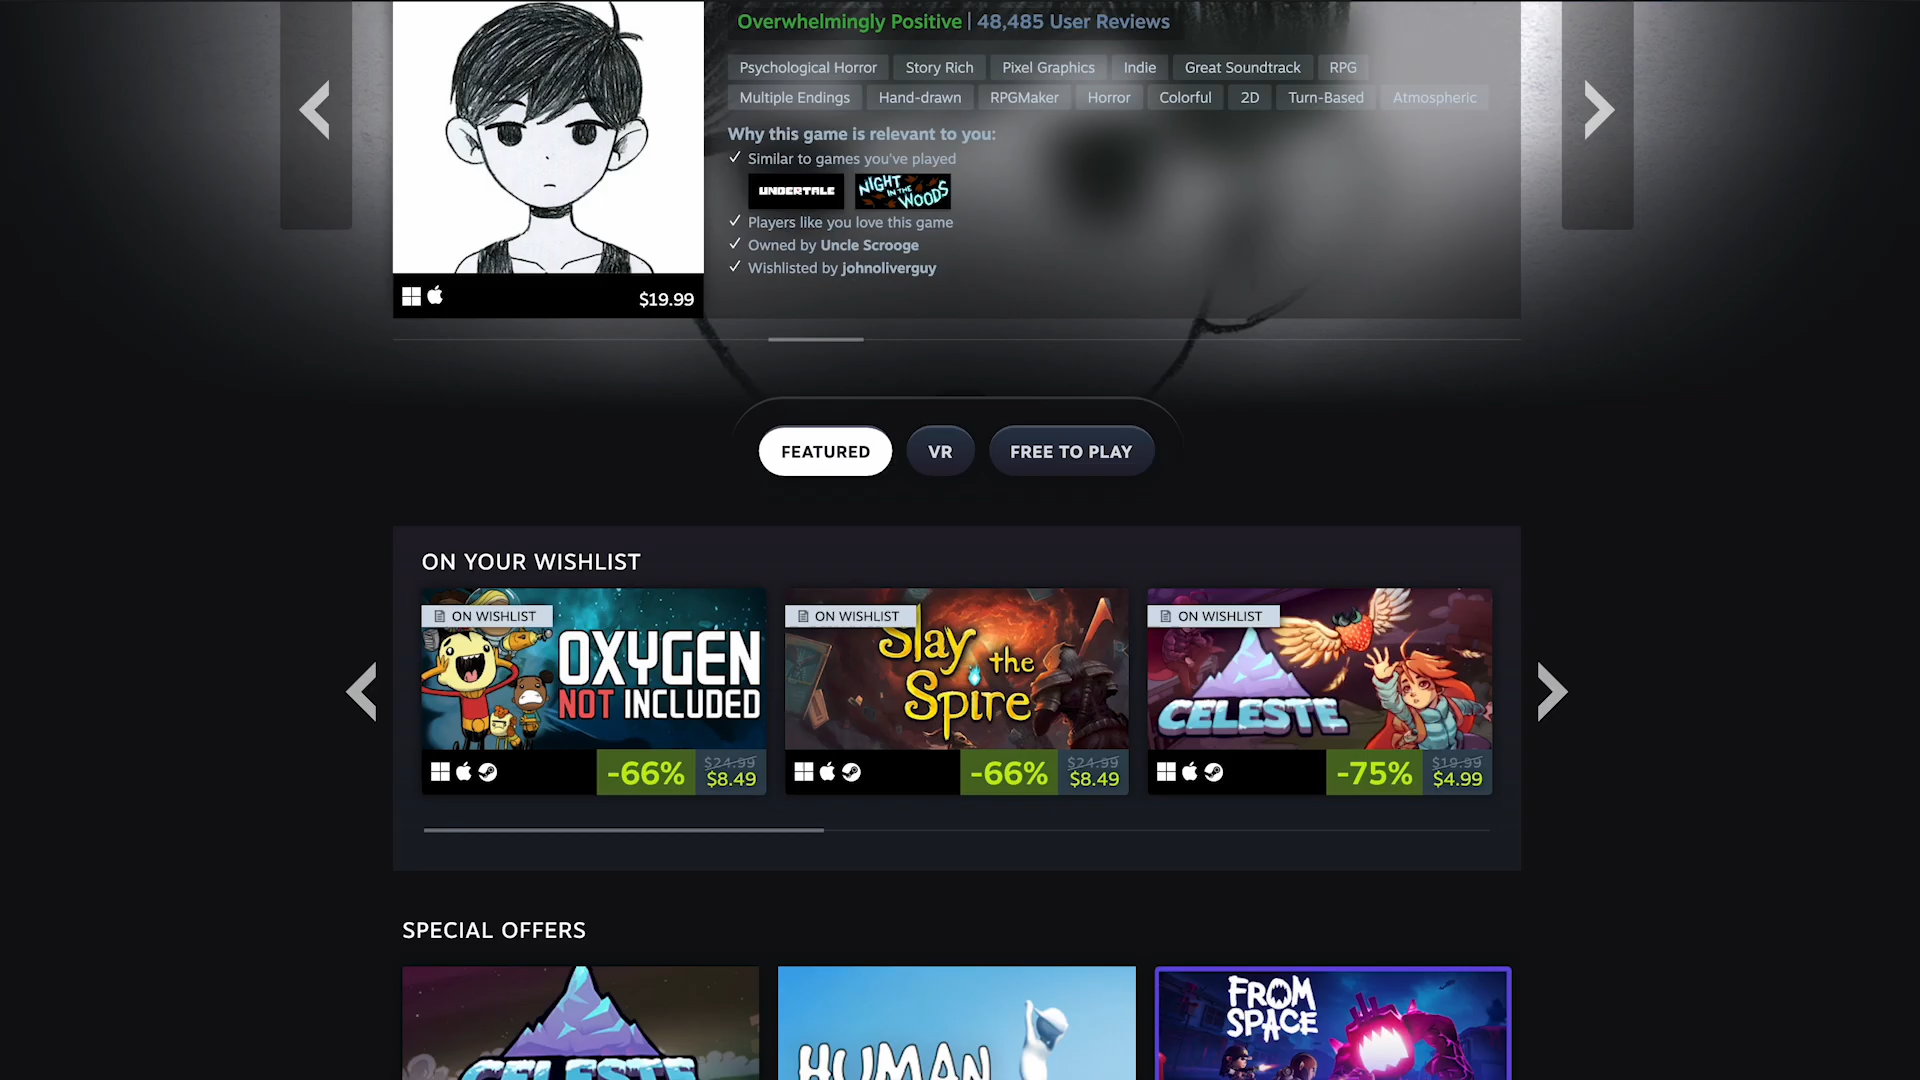 Overwhelmingly Positive | 48,485 User Reviews
Psychological Horror Story Rich Pixel Graphics Indie Great Soundtrack RPG
Multiple Endings Hand-drawn RPGMaker Horror Colorful 2D Turn-Based Atmospheric
Why this game is relevant to you:
Similar to games you've played
UNDERTALE
NIGHT IN THE WOODS
Players like you love this game
Owned by Uncle Scrooge
Wishlisted by johnoliverguy
$19.99
FEATURED VR FREE TO PLAY
ON YOUR WISHLIST
ON WISHLIST
OXYGEN
NOT INCLUDED
-66% $24.99
$8.49
ON WISHLIST
Slay the
Spire
-66% $24.99
$8.49
ON WISHLIST
CELESTE
-75% $19.99
$4.99
SPECIAL OFFERS
CELESTE
HUMAN
FROM
SPACE